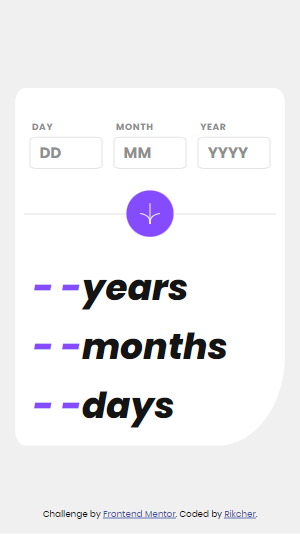 DAY MONTH YEAR
DD MM YYYY
- -years
- -months
- -days
Challenge by Frontend Mentor. Coded by Rikcher.